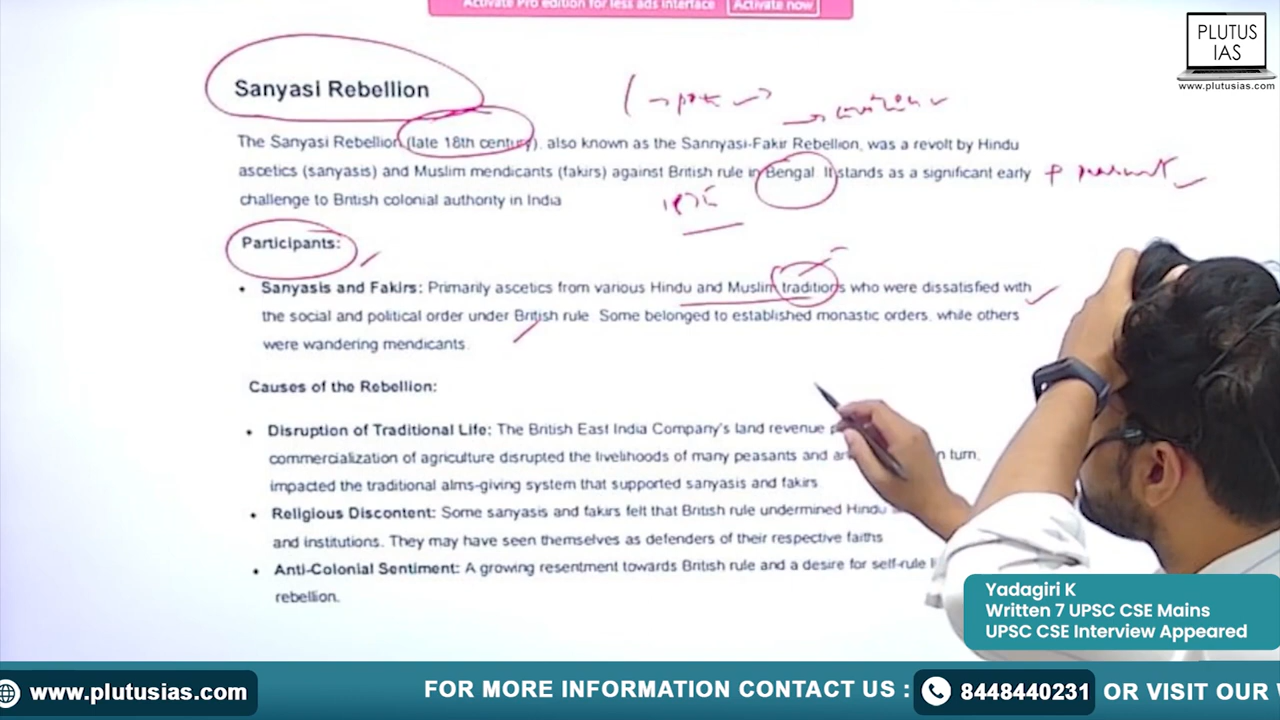 Activate Pro edition for less ads interface Activate now
PLUTUS
IAS
www.plutusias.com
Sanyasi Rebellion
The Sanyasi Rebellion (late 18th century), also known as the Sannyasi-Fakir Rebellion, was a revolt by Hindu
ascetics (sanyasis) and Muslim mendicants (fakirs) against British rule in Bengal. It stands as a significant early
challenge to British colonial authority in India
Participants:
• Sanyasis and Fakirs: Primarily ascetics from various Hindu and Muslim traditions who were dissatisfied with
the social and political order under British rule. Some belonged to established monastic orders, while others
were wandering mendicants.
Causes of the Rebellion:
• Disruption of Traditional Life: The British East India Company's land revenue
commercialization of agriculture disrupted the livelihoods of many peasants and turn,
impacted the traditional alms-giving system that supported sanyasis and fakirs
• Religious Discontent: Some sanyasis and fakirs felt that British rule undermined Hindu
and institutions. They may have seen themselves as defenders of their respective faiths
• Anti-Colonial Sentiment: A growing resentment towards British rule and a desire for self-rule
rebellion.
Yadagiri K
Written 7 UPSC CSE Mains
UPSC CSE Interview Appeared
www.plutusias.com
FOR MORE INFORMATION CONTACT US : 8448440231 OR VISIT OUR